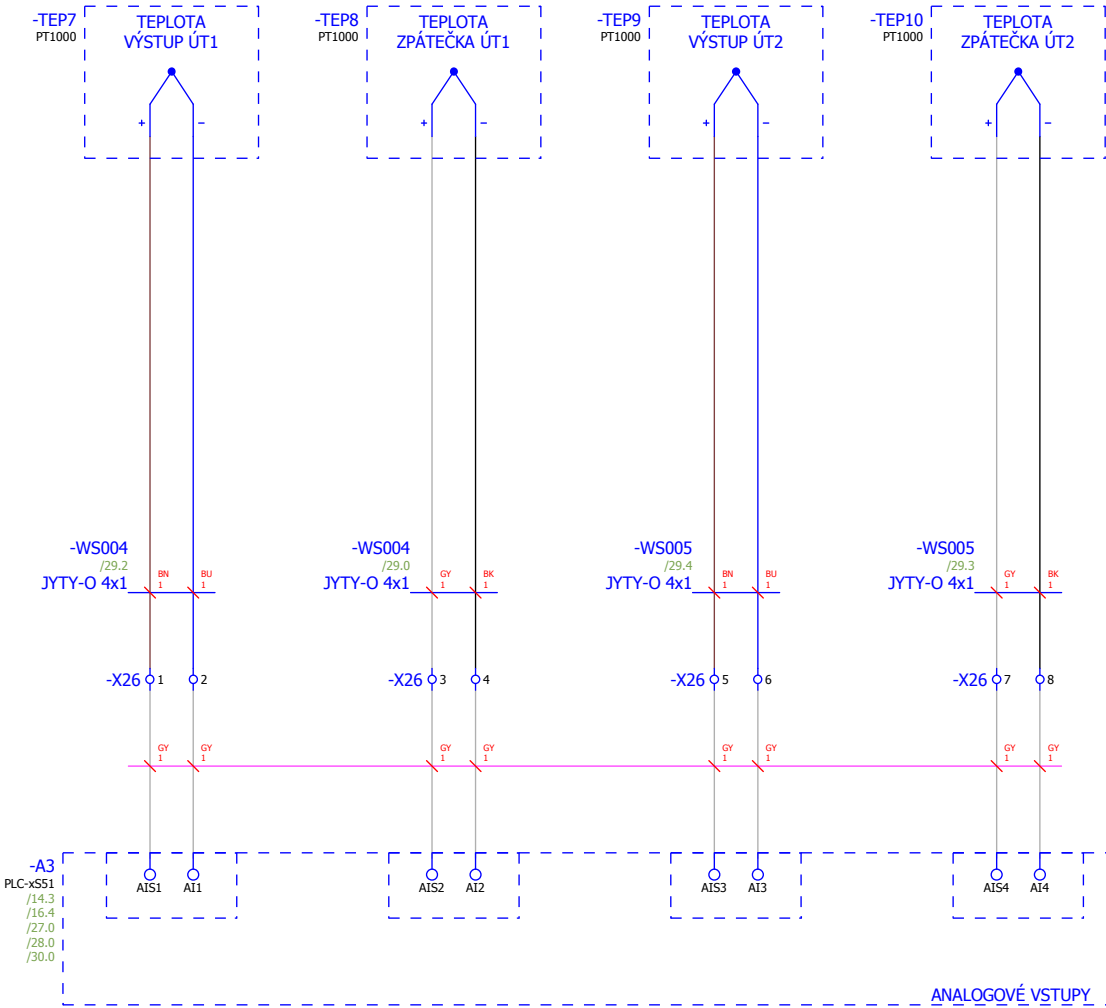 -TEP7
PT1000
TEPLOTA
VÝSTUP ÚT1
+
-
-TEP8
PT1000
TEPLOTA
ZPÁTEČKA ÚT1
+
-
-TEP9
PT1000
TEPLOTA
VÝSTUP ÚT2
+
-
-TEP10
PT1000
TEPLOTA
ZPÁTEČKA ÚT2
+
-
-WS004
/29.2
JYTY-O 4x1
BN
1
BU
1
-WS004
/29.0
JYTY-O 4x1
GY
1
BK
1
-WS005
/29.4
JYTY-O 4x1
BN
1
BU
1
-WS005
/29.3
JYTY-O 4x1
GY
1
BK
1
-X26 1 2
-X26 3 4
-X26 5 6
-X26 7 8
GY
1
GY
1
GY
1
GY
1
GY
1
GY
1
GY
1
GY
1
-A3
PLC-xS51
/14.3
/16.4
/27.0
/28.0
/30.0
AIS1 AI1
AIS2 AI2
AIS3 AI3
AIS4 AI4
ANALOGOVÉ VSTUPY